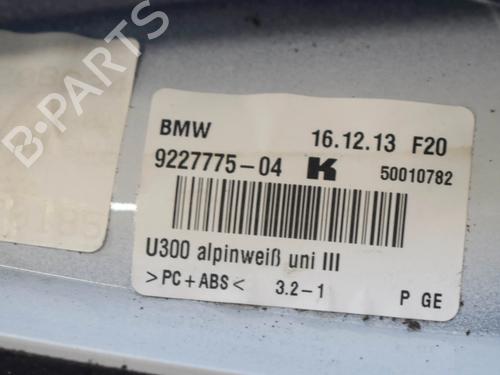 B-PARTS
BMW 16.12.13 F20
9227775-04 K 50010782
U300 alpinweiß uni III
>PC+ABS< 3.2-1 P GE